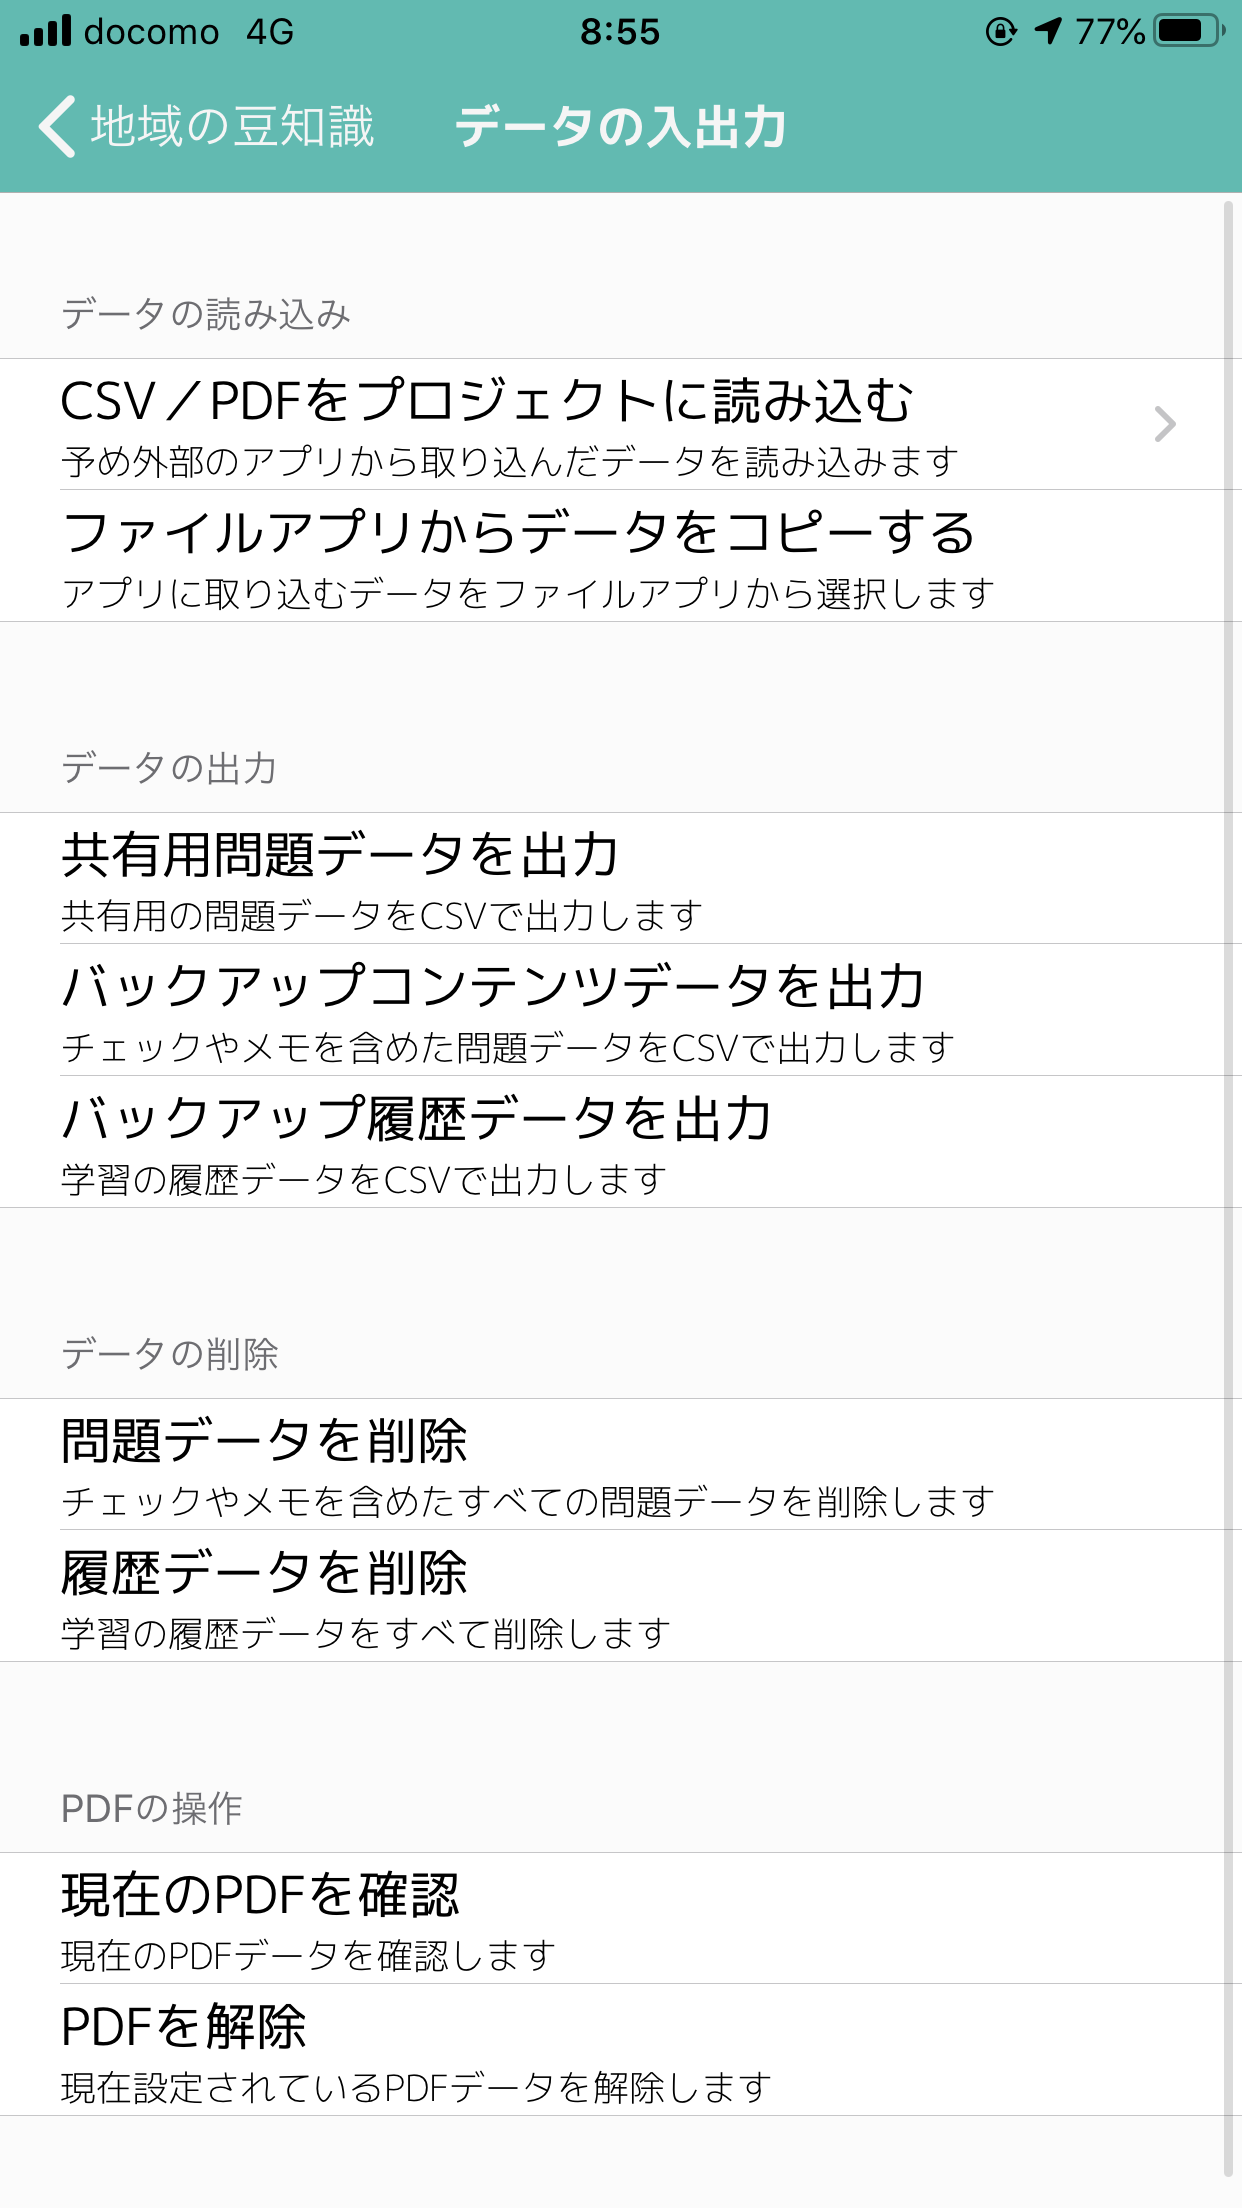 docomo 4G 8:55 77%
地域の豆知識 データの入出力
データの読み込み
CSV／PDFをプロジェクトに読み込む
予め外部のアプリから取り込んだデータを読み込みます
ファイルアプリからデータをコピーする
アプリに取り込むデータをファイルアプリから選択します
データの出力
共有用問題データを出力
共有用の問題データをCSVで出力します
バックアップコンテンツデータを出力
チェックやメモを含めた問題データをCSVで出力します
バックアップ履歴データを出力
学習の履歴データをCSVで出力します
データの削除
問題データを削除
チェックやメモを含めたすべての問題データを削除します
履歴データを削除
学習の履歴データをすべて削除します
PDFの操作
現在のPDFを確認
現在のPDFデータを確認します
PDFを解除
現在設定されているPDFデータを解除します